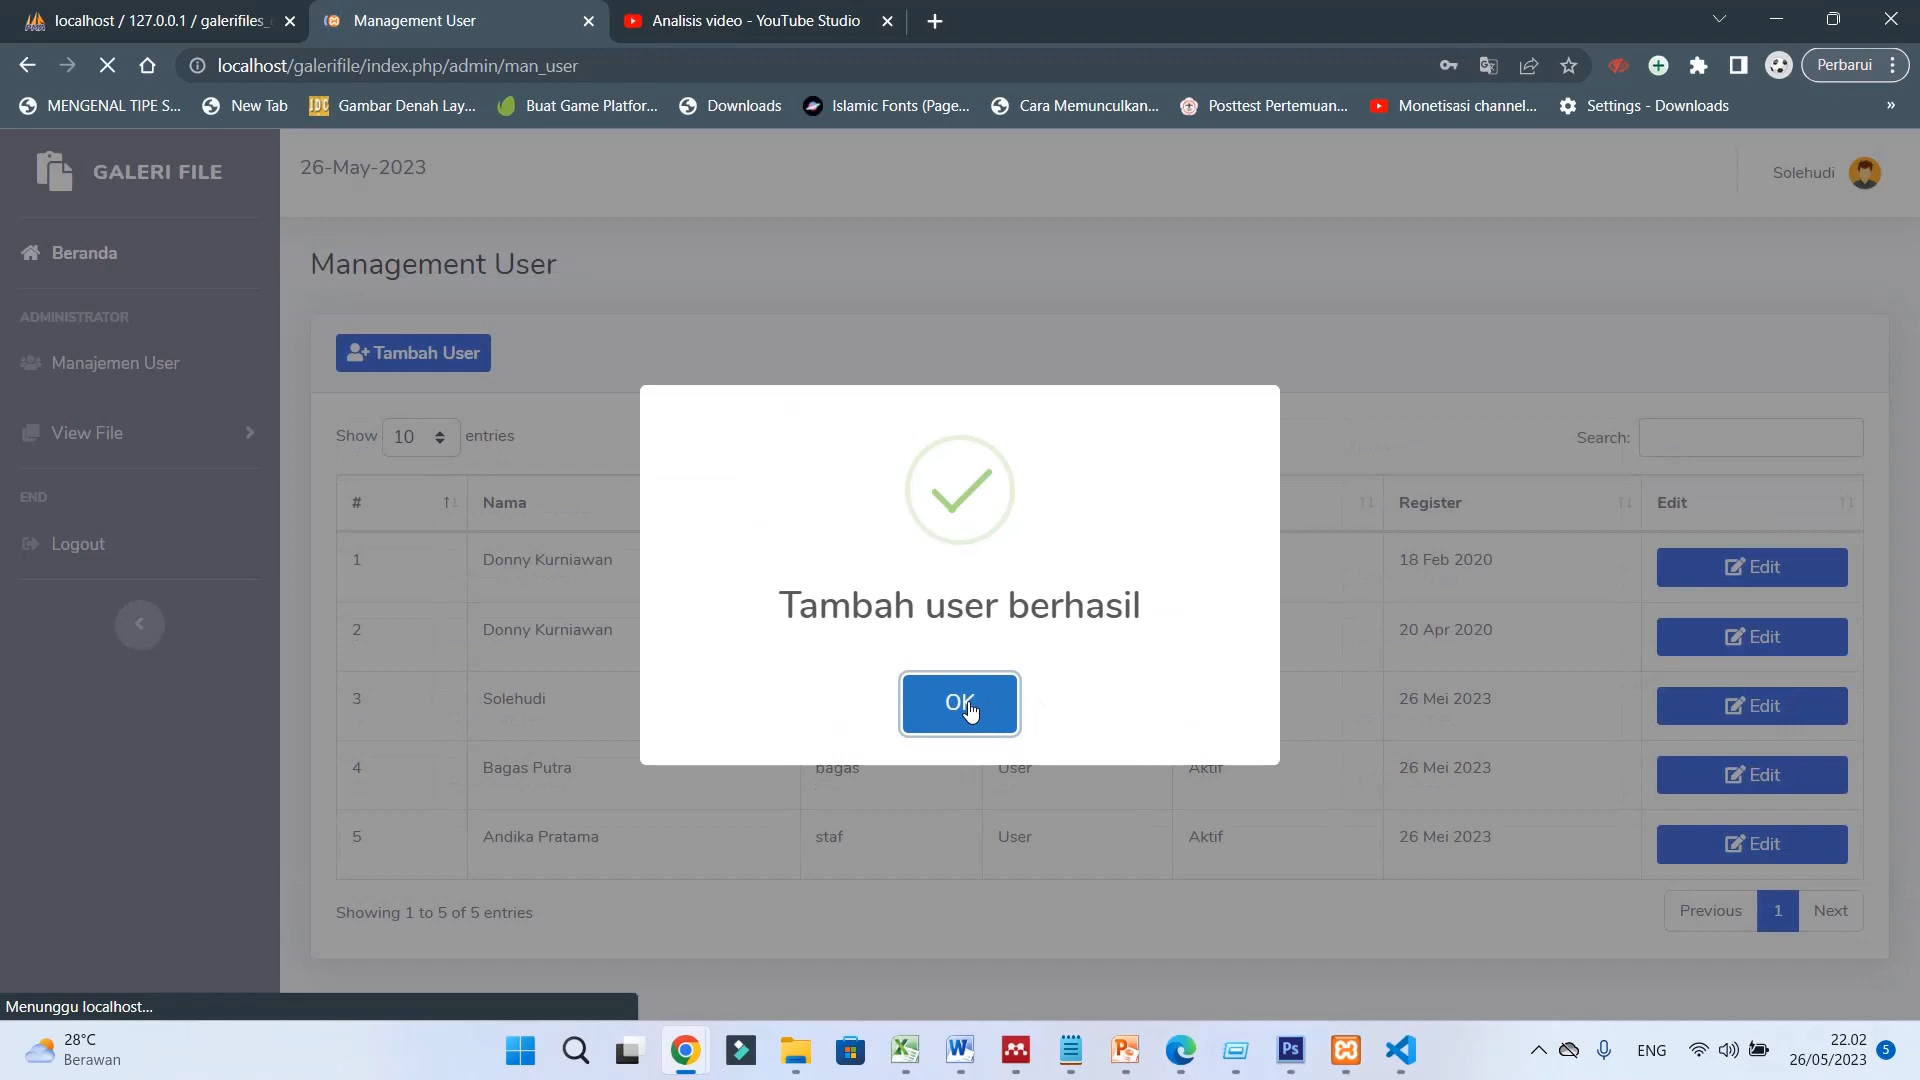 localhost / 127.0.0.1 / galerifiles_
Management User
Analisis video - YouTube Studio
localhost/galerifile/index.php/admin/man_user
Perbarui
MENGENAL TIPE S...
New Tab
Gambar Denah Lay...
Buat Game Platfor...
Downloads
Islamic Fonts (Page...
Cara Memunculkan...
Posttest Pertemuan...
Monetisasi channel...
Settings - Downloads
»
GALERI FILE
26-May-2023
Solehudi
Beranda
Management User
ADMINISTRATOR
Manajemen User
Tambah User
View File
Show 10 entries
Search:
END
Logout
# Nama Register Edit
1 Donny Kurniawan 18 Feb 2020 Edit
2 Donny Kurniawan 20 Apr 2020 Edit
3 Solehudi 26 Mei 2023 Edit
4 Bagas Putra bagas User Aktif 26 Mei 2023 Edit
5 Andika Pratama staf User Aktif 26 Mei 2023 Edit
Tambah user berhasil
OK
Showing 1 to 5 of 5 entries
Previous 1 Next
Menunggu localhost...
28°C
Berawan
ENG
22.02
26/05/2023
5